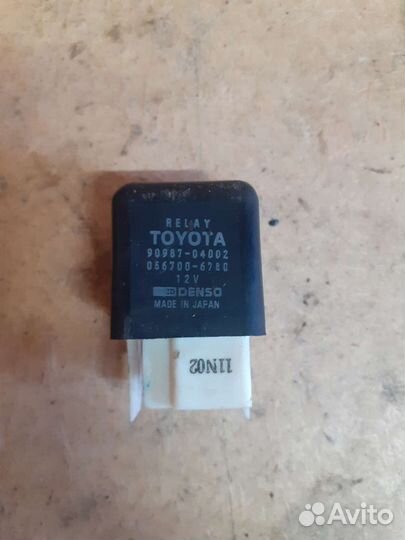 RELAY
TOYOTA
90987-04002
056700-6780
12V
DENSO
MADE IN JAPAN
11N02
Avito